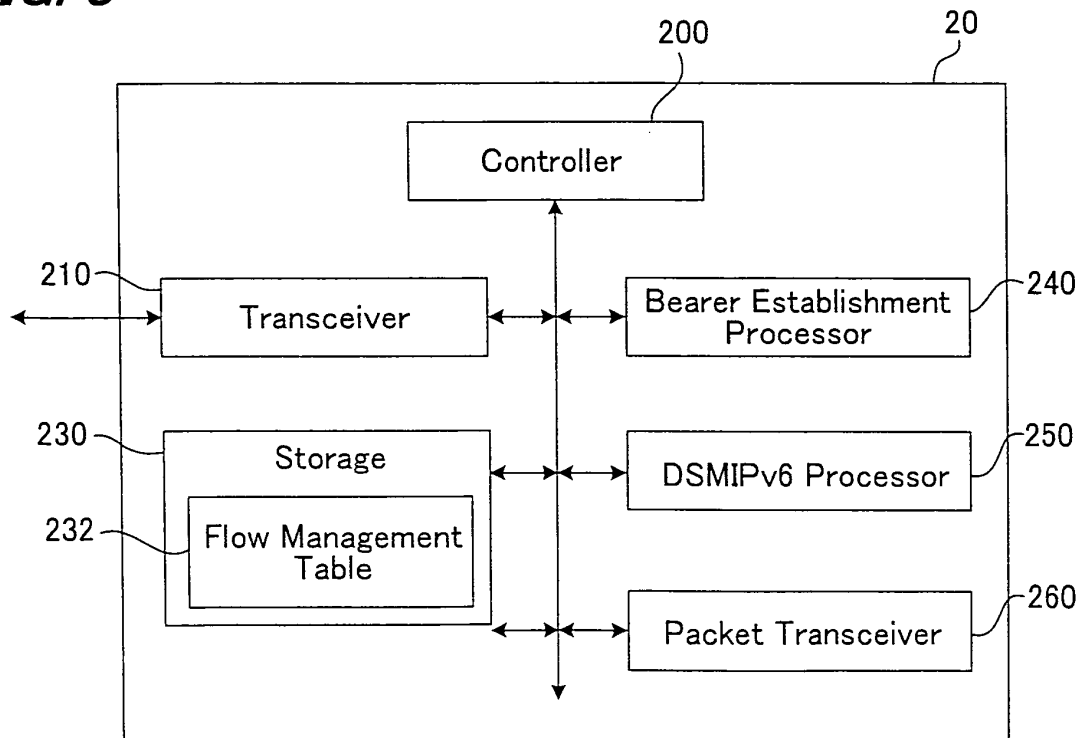 20
200
Controller
210
Transceiver
240
Bearer Establishment
Processor
230
Storage
250
DSMIPv6 Processor
232
Flow Management
Table
260
Packet Transceiver